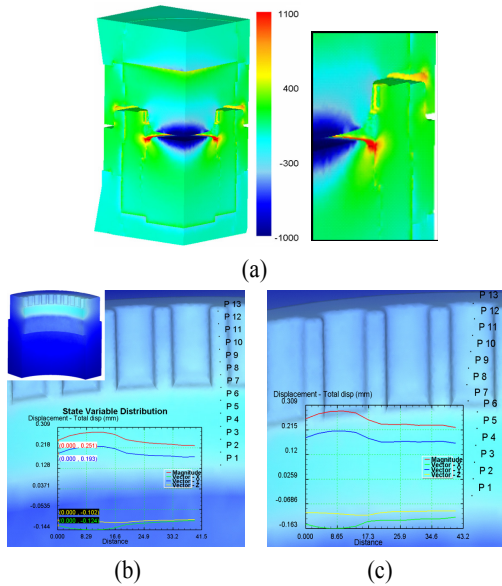 1100
400
-300
-1000
(a)
P 13
P 12
P 11
P 10
P 9
P 8
P 7
P 6
P 5
P 4
P 3
P 2
P 1
State Variable Distribution
Displacement - Total disp (mm)
0.309
0.218
0.128
0.0371
-0.0535
-0.144
(0.000 , 0.251)
(0.000 , 0.193)
(0.000 , -0.102)
(0.000 , -0.124)
Magnitude
Vector - X
Vector - Y
Vector - Z
0.000
8.29
16.6
24.9
33.2
41.5
Distance
(b)
P 13
P 12
P 11
P 10
P 9
P 8
P 7
P 6
P 5
P 4
P 3
P 2
P 1
Displacement - Total disp (mm)
0.309
0.214
0.120
0.0259
-0.0686
-0.163
Magnitude
Vector - X
Vector - Y
Vector - Z
0.000
8.65
17.3
23.9
34.6
43.2
Distance
(c)